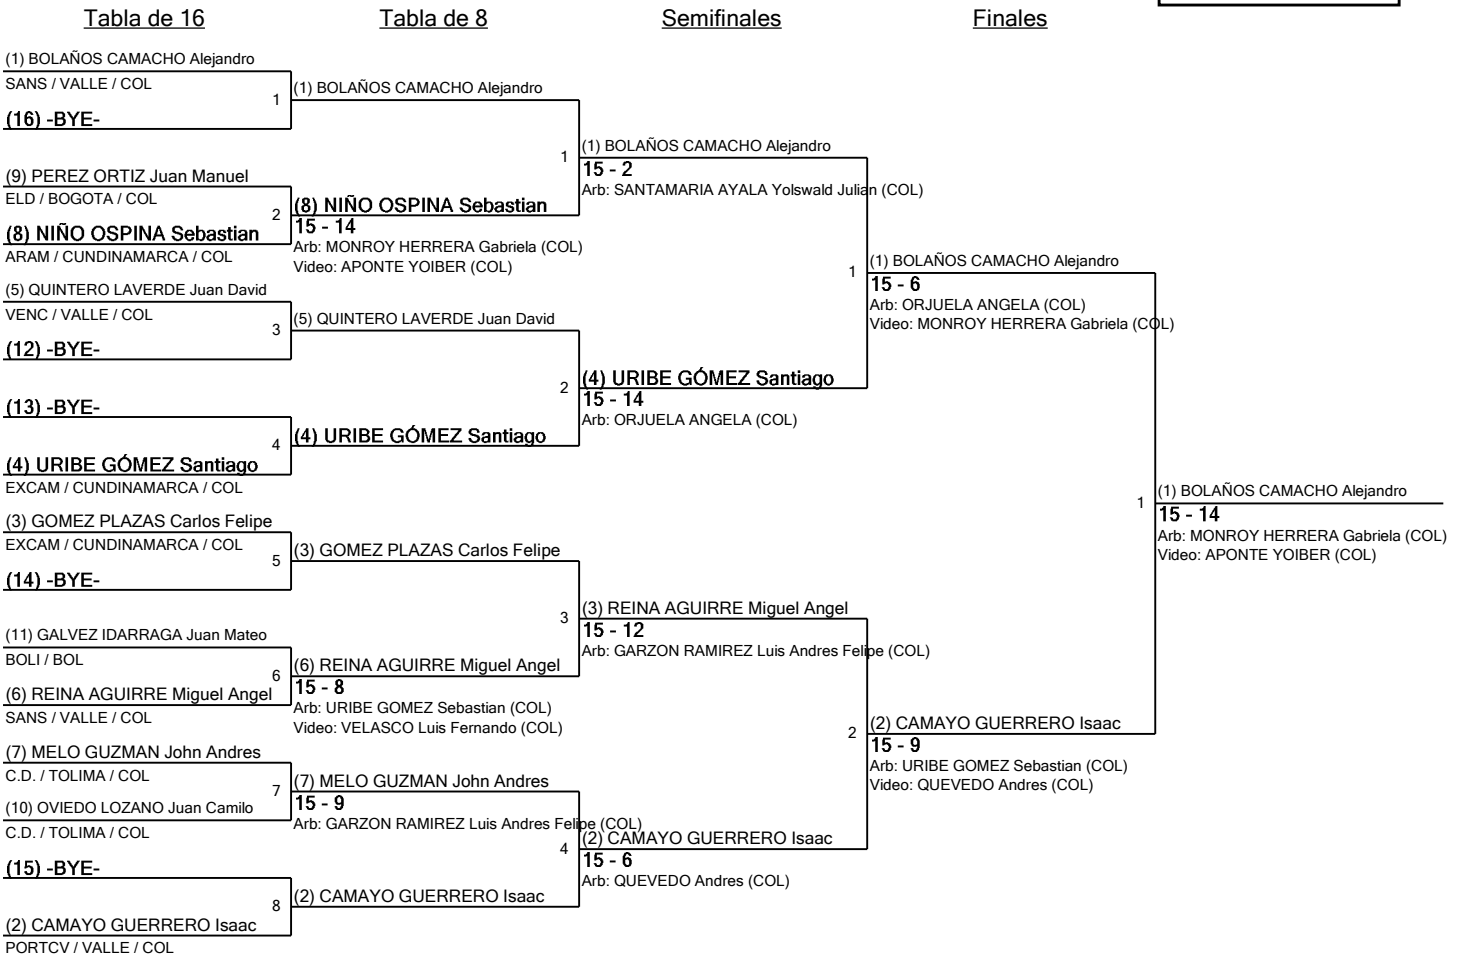 Tabla de 16
Tabla de 8
Semifinales
Finales
(1) BOLAÑOS CAMACHO Alejandro
SANS / VALLE / COL
1
(16) -BYE-
(9) PEREZ ORTIZ Juan Manuel
ELD / BOGOTA / COL
2
(8) NIÑO OSPINA Sebastian
ARAM / CUNDINAMARCA / COL
(5) QUINTERO LAVERDE Juan David
VENC / VALLE / COL
3
(12) -BYE-
(13) -BYE-
4
(4) URIBE GÓMEZ Santiago
EXCAM / CUNDINAMARCA / COL
(3) GOMEZ PLAZAS Carlos Felipe
EXCAM / CUNDINAMARCA / COL
5
(14) -BYE-
(11) GALVEZ IDARRAGA Juan Mateo
BOLI / BOL
6
(6) REINA AGUIRRE Miguel Angel
SANS / VALLE / COL
(7) MELO GUZMAN John Andres
C.D. / TOLIMA / COL
7
(10) OVIEDO LOZANO Juan Camilo
C.D. / TOLIMA / COL
(15) -BYE-
8
(2) CAMAYO GUERRERO Isaac
PORTCV / VALLE / COL
(1) BOLAÑOS CAMACHO Alejandro
1
(8) NIÑO OSPINA Sebastian
15 - 14
Arb: MONROY HERRERA Gabriela (COL)
Video: APONTE YOIBER (COL)
(5) QUINTERO LAVERDE Juan David
2
(4) URIBE GÓMEZ Santiago
(3) GOMEZ PLAZAS Carlos Felipe
3
(6) REINA AGUIRRE Miguel Angel
15 - 8
Arb: URIBE GOMEZ Sebastian (COL)
Video: VELASCO Luis Fernando (COL)
(7) MELO GUZMAN John Andres
15 - 9
Arb: GARZON RAMIREZ Luis Andres Felipe (COL)
4
(2) CAMAYO GUERRERO Isaac
(1) BOLAÑOS CAMACHO Alejandro
15 - 2
Arb: SANTAMARIA AYALA Yolswald Julian (COL)
1
(4) URIBE GÓMEZ Santiago
15 - 14
Arb: ORJUELA ANGELA (COL)
(3) REINA AGUIRRE Miguel Angel
15 - 12
Arb: GARZON RAMIREZ Luis Andres Felipe (COL)
2
(2) CAMAYO GUERRERO Isaac
15 - 6
Arb: QUEVEDO Andres (COL)
(1) BOLAÑOS CAMACHO Alejandro
15 - 6
Arb: ORJUELA ANGELA (COL)
Video: MONROY HERRERA Gabriela (COL)
1
(2) CAMAYO GUERRERO Isaac
15 - 9
Arb: URIBE GOMEZ Sebastian (COL)
Video: QUEVEDO Andres (COL)
(1) BOLAÑOS CAMACHO Alejandro
15 - 14
Arb: MONROY HERRERA Gabriela (COL)
Video: APONTE YOIBER (COL)